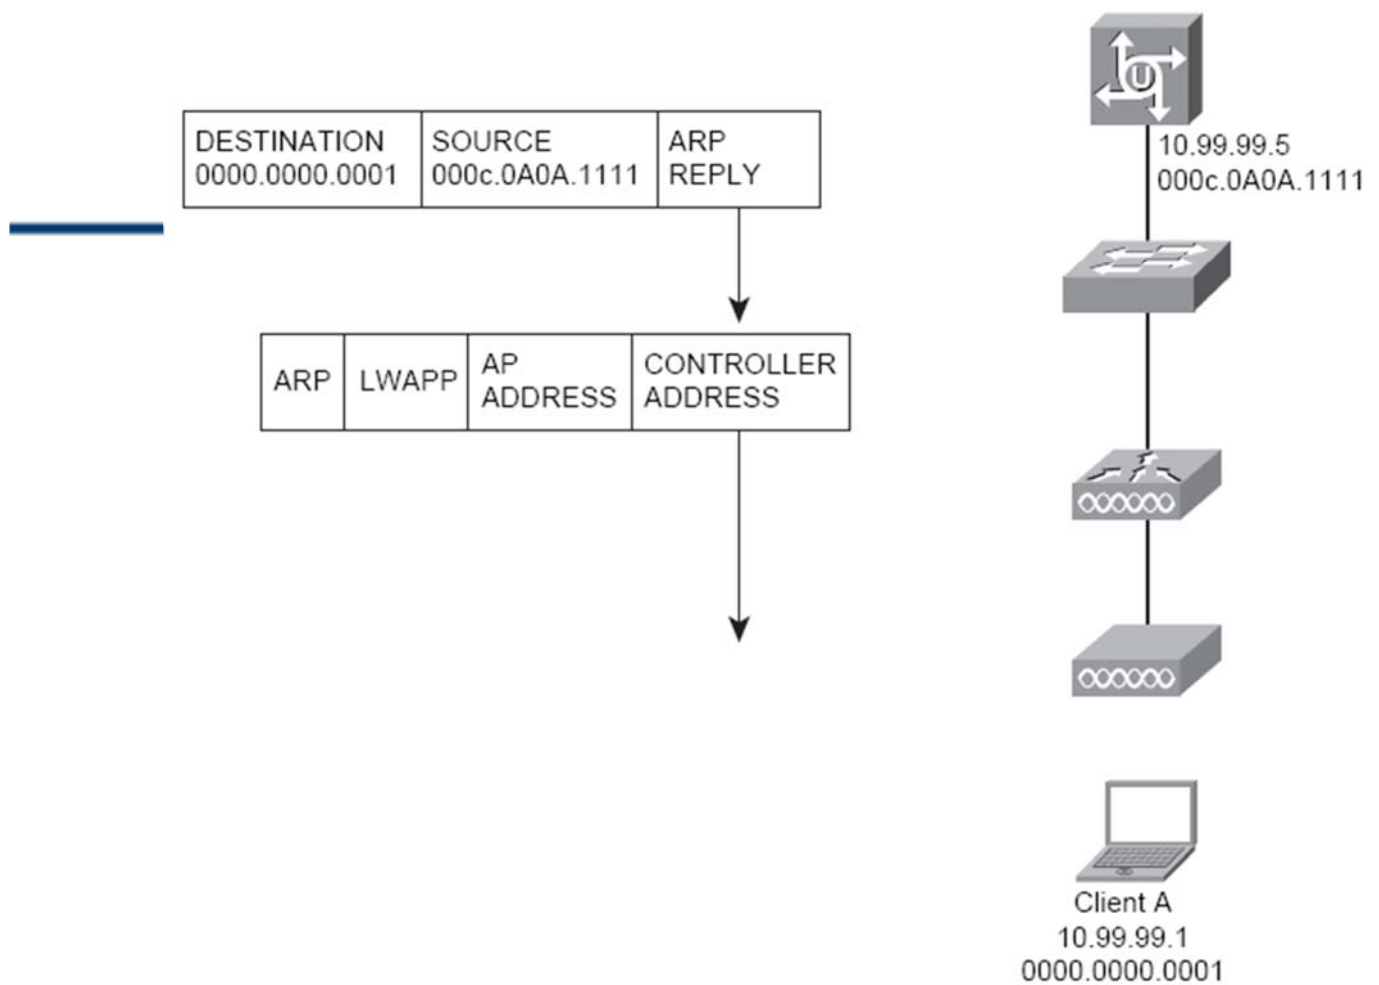 U
10.99.99.5
000c.0A0A.1111
DESTINATION
0000.0000.0001
SOURCE
000c.0A0A.1111
ARP
REPLY
ARP
LWAPP
AP
ADDRESS
CONTROLLER
ADDRESS
Client A
10.99.99.1
0000.0000.0001